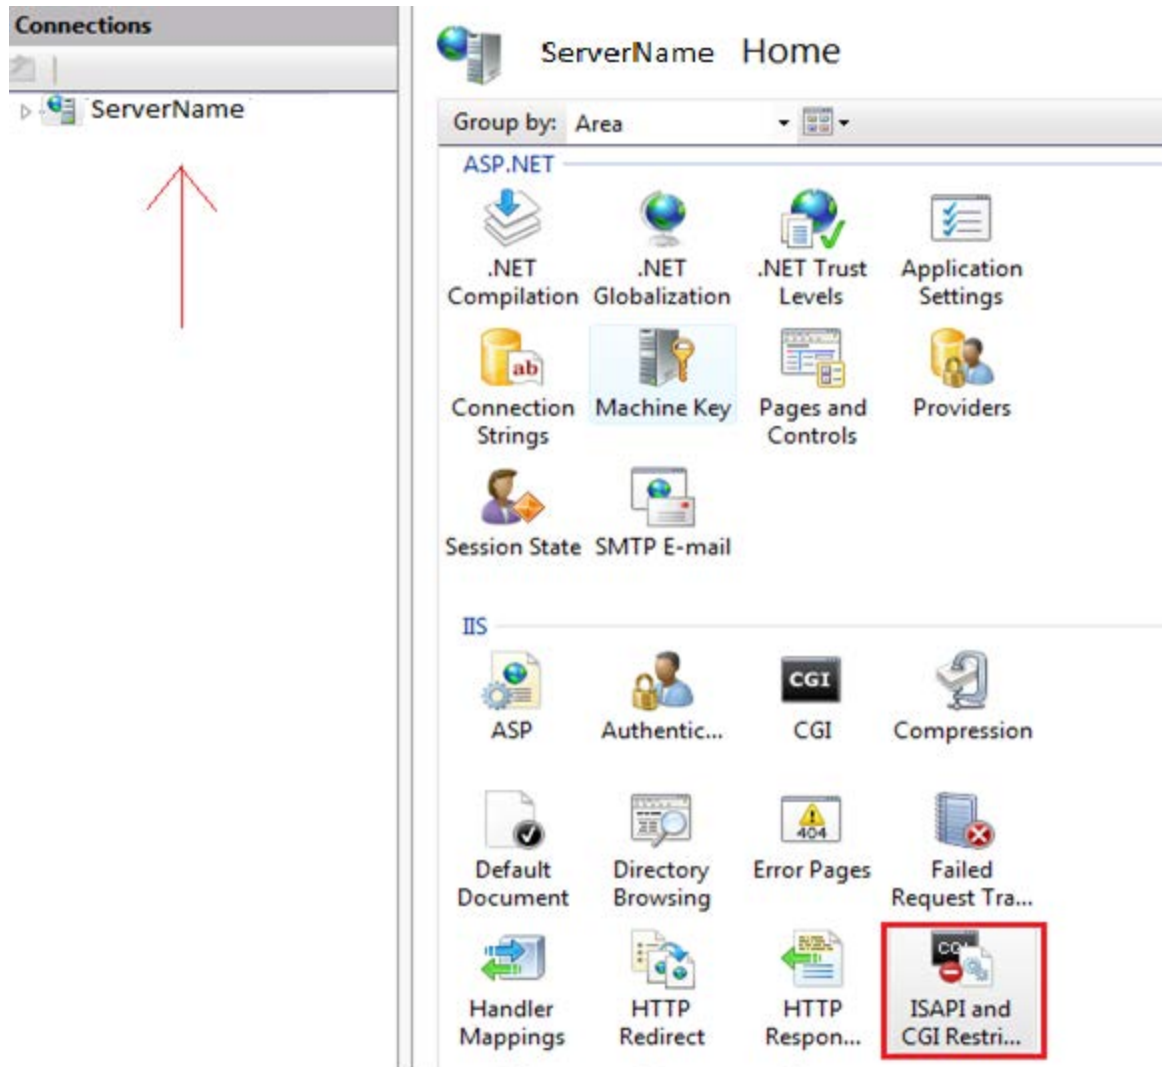 Connections
ServerName
ServerName Home
Group by: Area
ASP.NET
.NET
Compilation
.NET
Globalization
.NET Trust
Levels
Application
Settings
Connection
Strings
Machine Key
Pages and
Controls
Providers
Session State
SMTP E-mail
IIS
ASP
Authentic...
CGI
CGI
Compression
Default
Document
Directory
Browsing
404
Error Pages
Failed
Request Tra...
Handler
Mappings
HTTP
Redirect
HTTP
Respon...
ISAPI and
CGI Restri...
ab